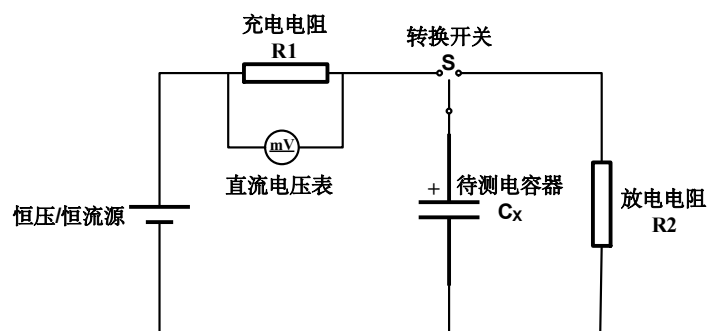 充电电阻
R1
转换开关
S
mV
直流电压表
恒压/恒流源
+
待测电容器
CX
放电电阻
R2